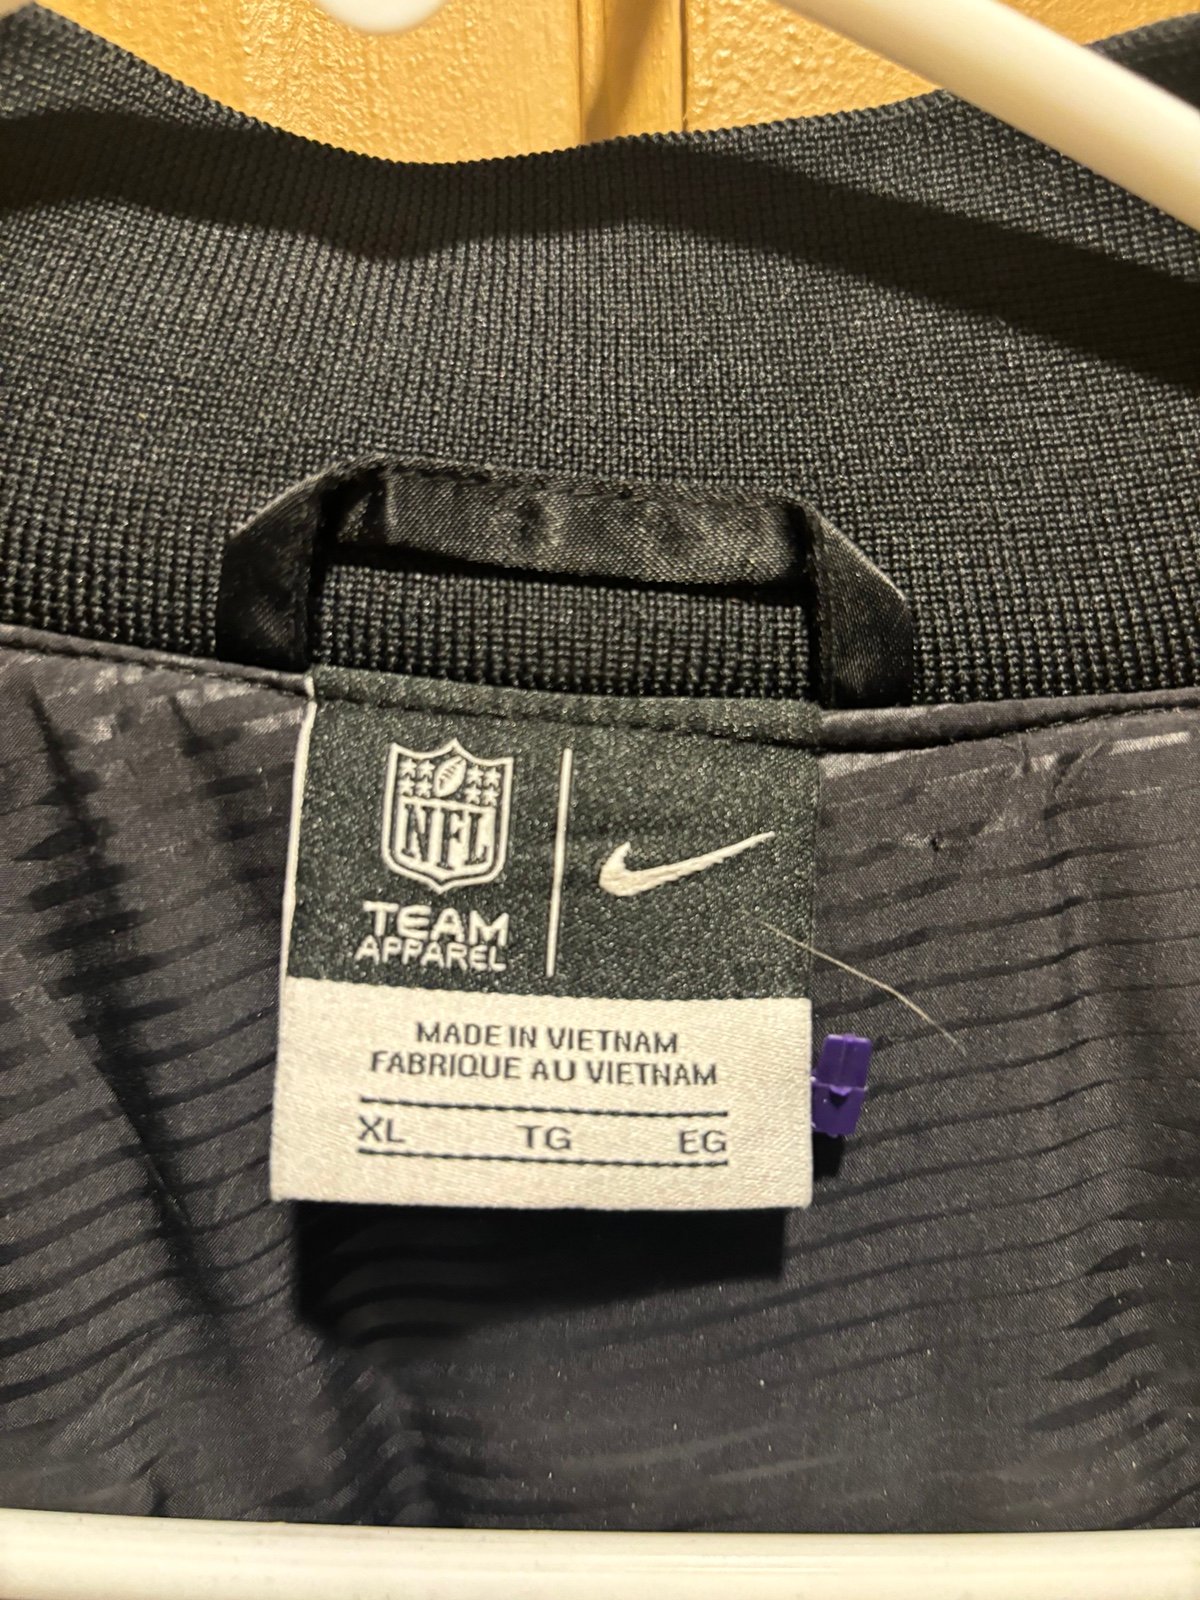 NFL
TEAM
APPAREL
MADE IN VIETNAM
FABRIQUE AU VIETNAM
XL TG EG